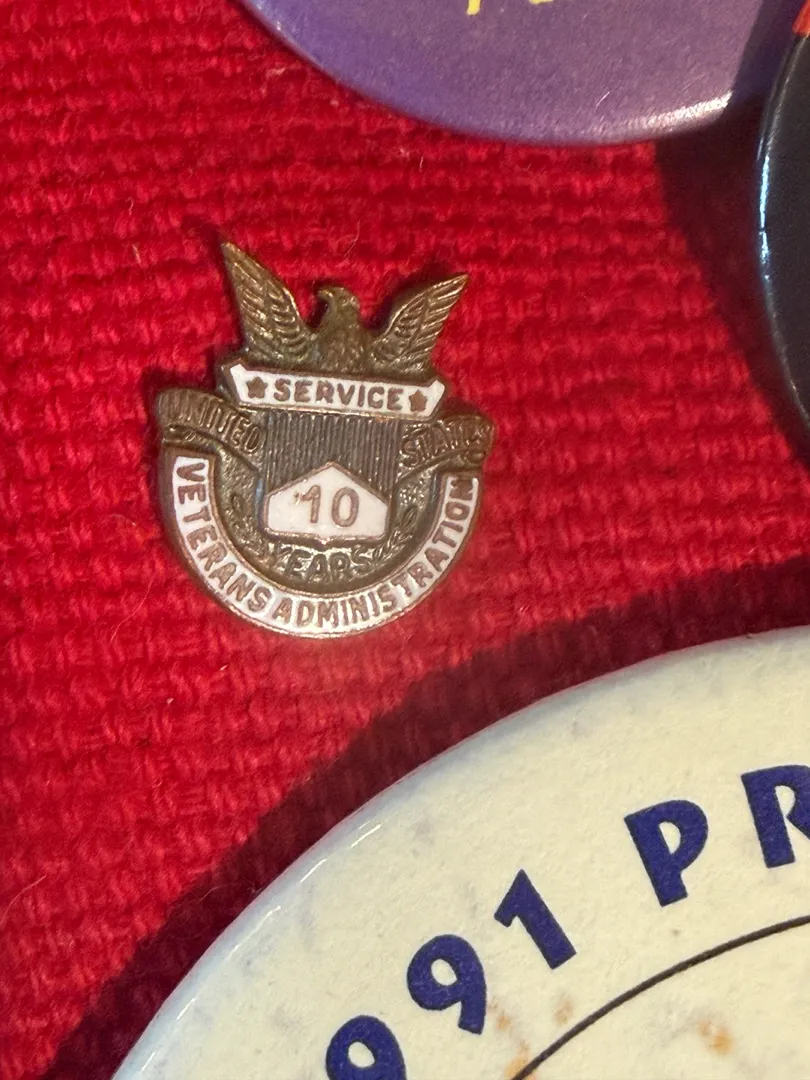 ★ SERVICE ★
UNITED STATES
10
YEARS
VETERANS ADMINISTRATION
991 PR